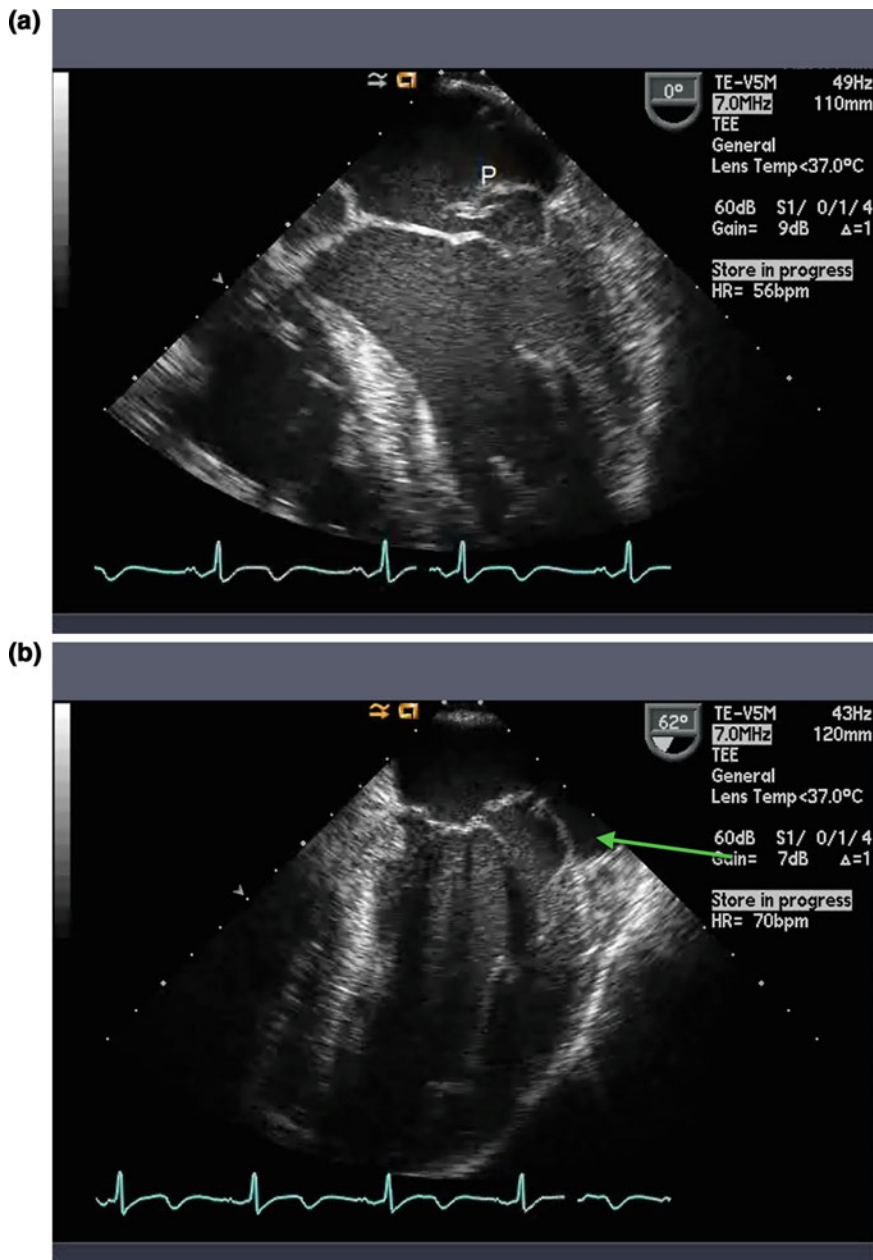 (a)
0°
TE-V5M 49Hz
7.0MHz 110mm
TEE
General
Lens Temp<37.0°C
60dB S1/ 0/1/4
Gain= 9dB Δ=1
Store in progress
HR= 56bpm
P
(b)
62°
TE-V5M 43Hz
7.0MHz 120mm
TEE
General
Lens Temp<37.0°C
60dB S1/ 0/1/4
Gain= 7dB Δ=1
Store in progress
HR= 70bpm